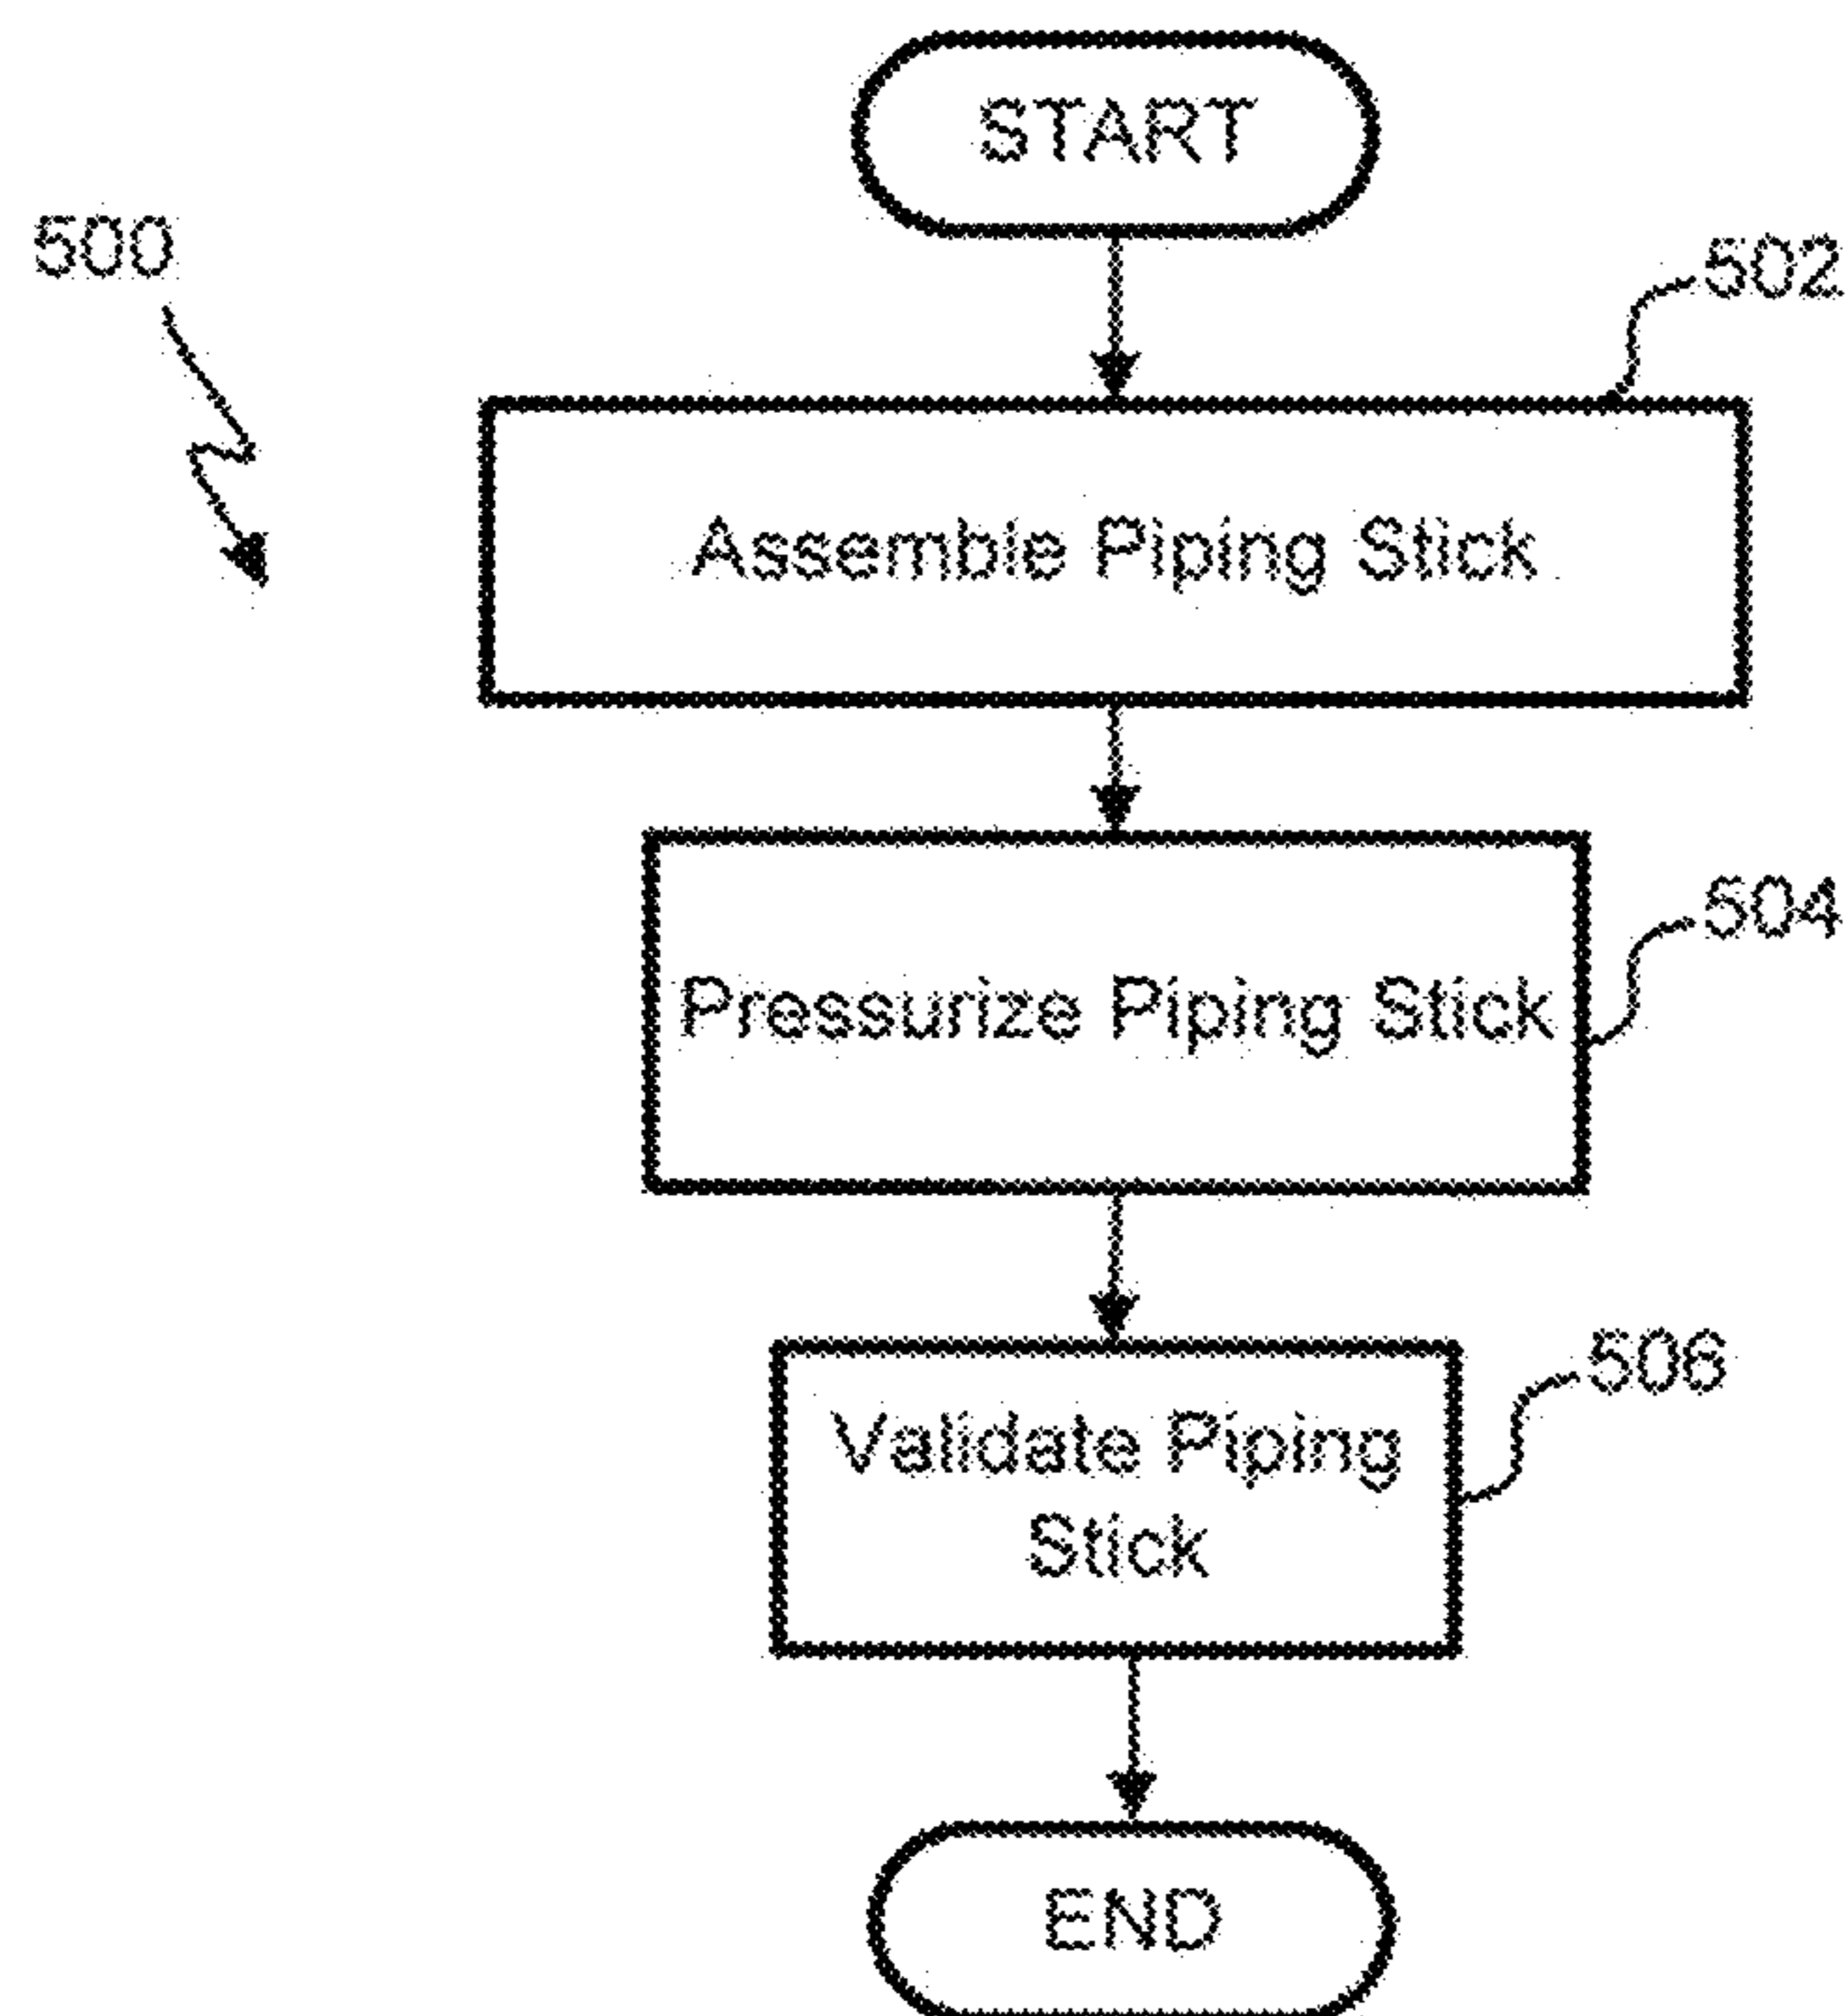 START
500
502
Assemble Piping Stick
504
Pressurize Piping Stick
506
Validate Piping
Stick
END